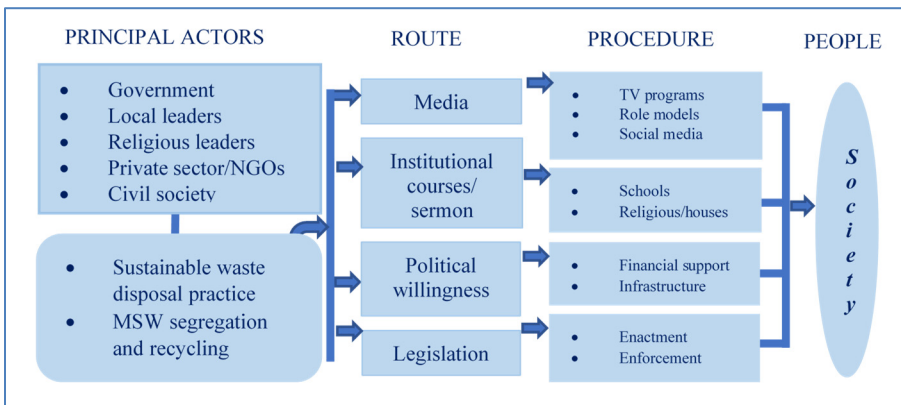 PRINCIPAL ACTORS
• Government
• Local leaders
• Religious leaders
• Private sector/NGOs
• Civil society
• Sustainable waste
disposal practice
• MSW segregation
and recycling
ROUTE
Media
Institutional
courses/
sermon
Political
willingness
Legislation
PROCEDURE
• TV programs
• Role models
• Social media
• Schools
• Religious/houses
• Financial support
• Infrastructure
• Enactment
• Enforcement
PEOPLE
Society